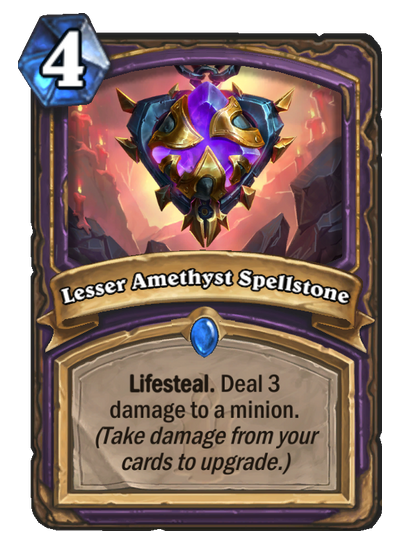 4
Lesser Amethyst Spellstone
Lifesteal. Deal 3
damage to a minion.
(Take damage from your
cards to upgrade.)